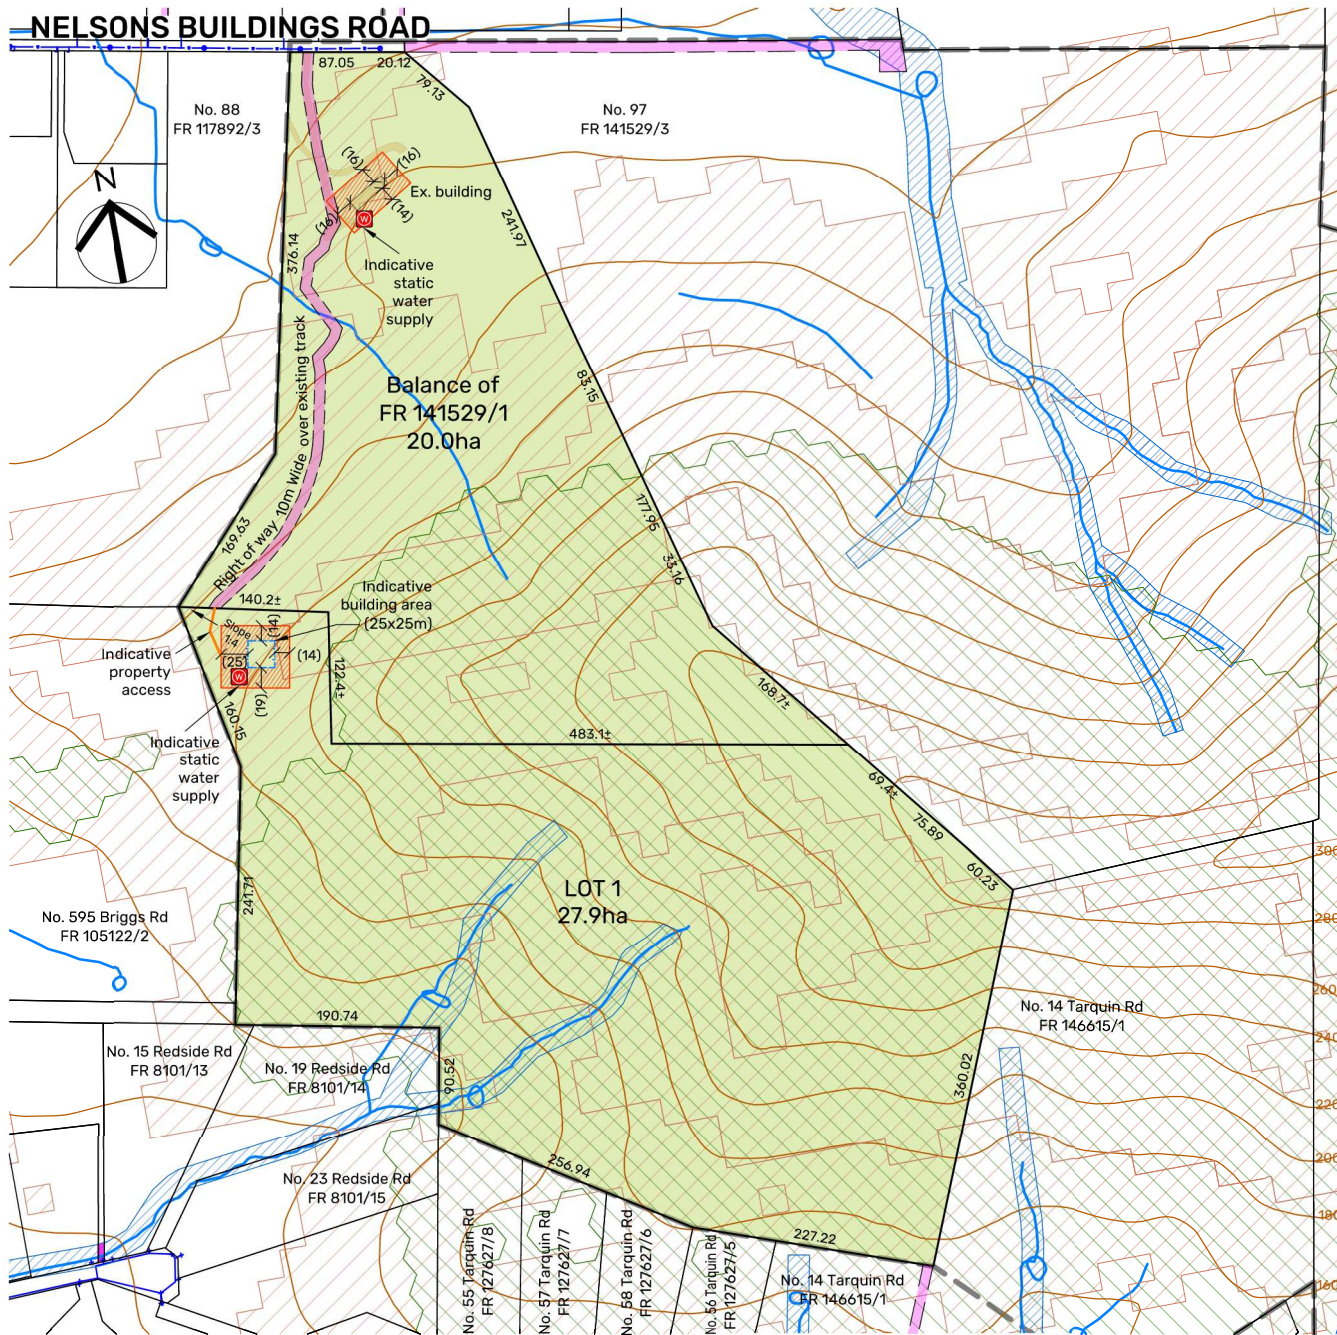 NELSONS BUILDINGS ROAD
87.05
20.12
79.13
No. 88
FR 117892/3
No. 97
FR 141529/3
N
(16)
(16)
Ex. building
(14)
(16)
W
241.97
376.14
Indicative
static
water
supply
Right of way 10m Wide over existing track
Balance of
FR 141529/1
20.0ha
83.15
177.95
33.16
169.63
140.2±
Indicative
building area
(25x25m)
Slope
1:4
(14)
(14)
(25)
(19)
W
Indicative
property
access
122.4±
168.7±
160.15
Indicative
static
water
supply
483.1±
69.4±
75.89
60.23
LOT 1
27.9ha
241.71
No. 595 Briggs Rd
FR 105122/2
300
280
260
240
220
200
180
160
No. 14 Tarquin Rd
FR 146615/1
190.74
No. 15 Redside Rd
FR 8101/13
No. 19 Redside Rd
FR 8101/14
90.52
360.02
256.94
No. 23 Redside Rd
FR 8101/15
227.22
No. 55 Tarquin Rd
FR 127627/8
No. 57 Tarquin Rd
FR 127627/7
No. 58 Tarquin Rd
FR 127627/6
No. 56 Tarquin Rd
FR 127627/5
No. 14 Tarquin Rd
FR 146615/1